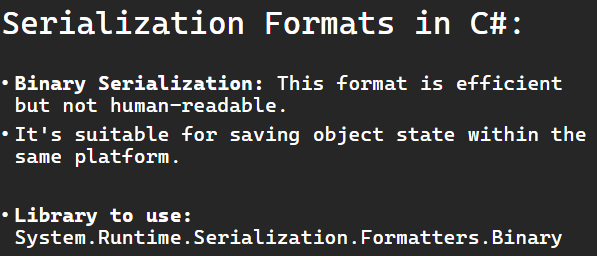 Serialization Formats in C#:
• Binary Serialization: This format is efficient
but not human-readable.
• It's suitable for saving object state within the
same platform.
• Library to use:
System.Runtime.Serialization.Formatters.Binary